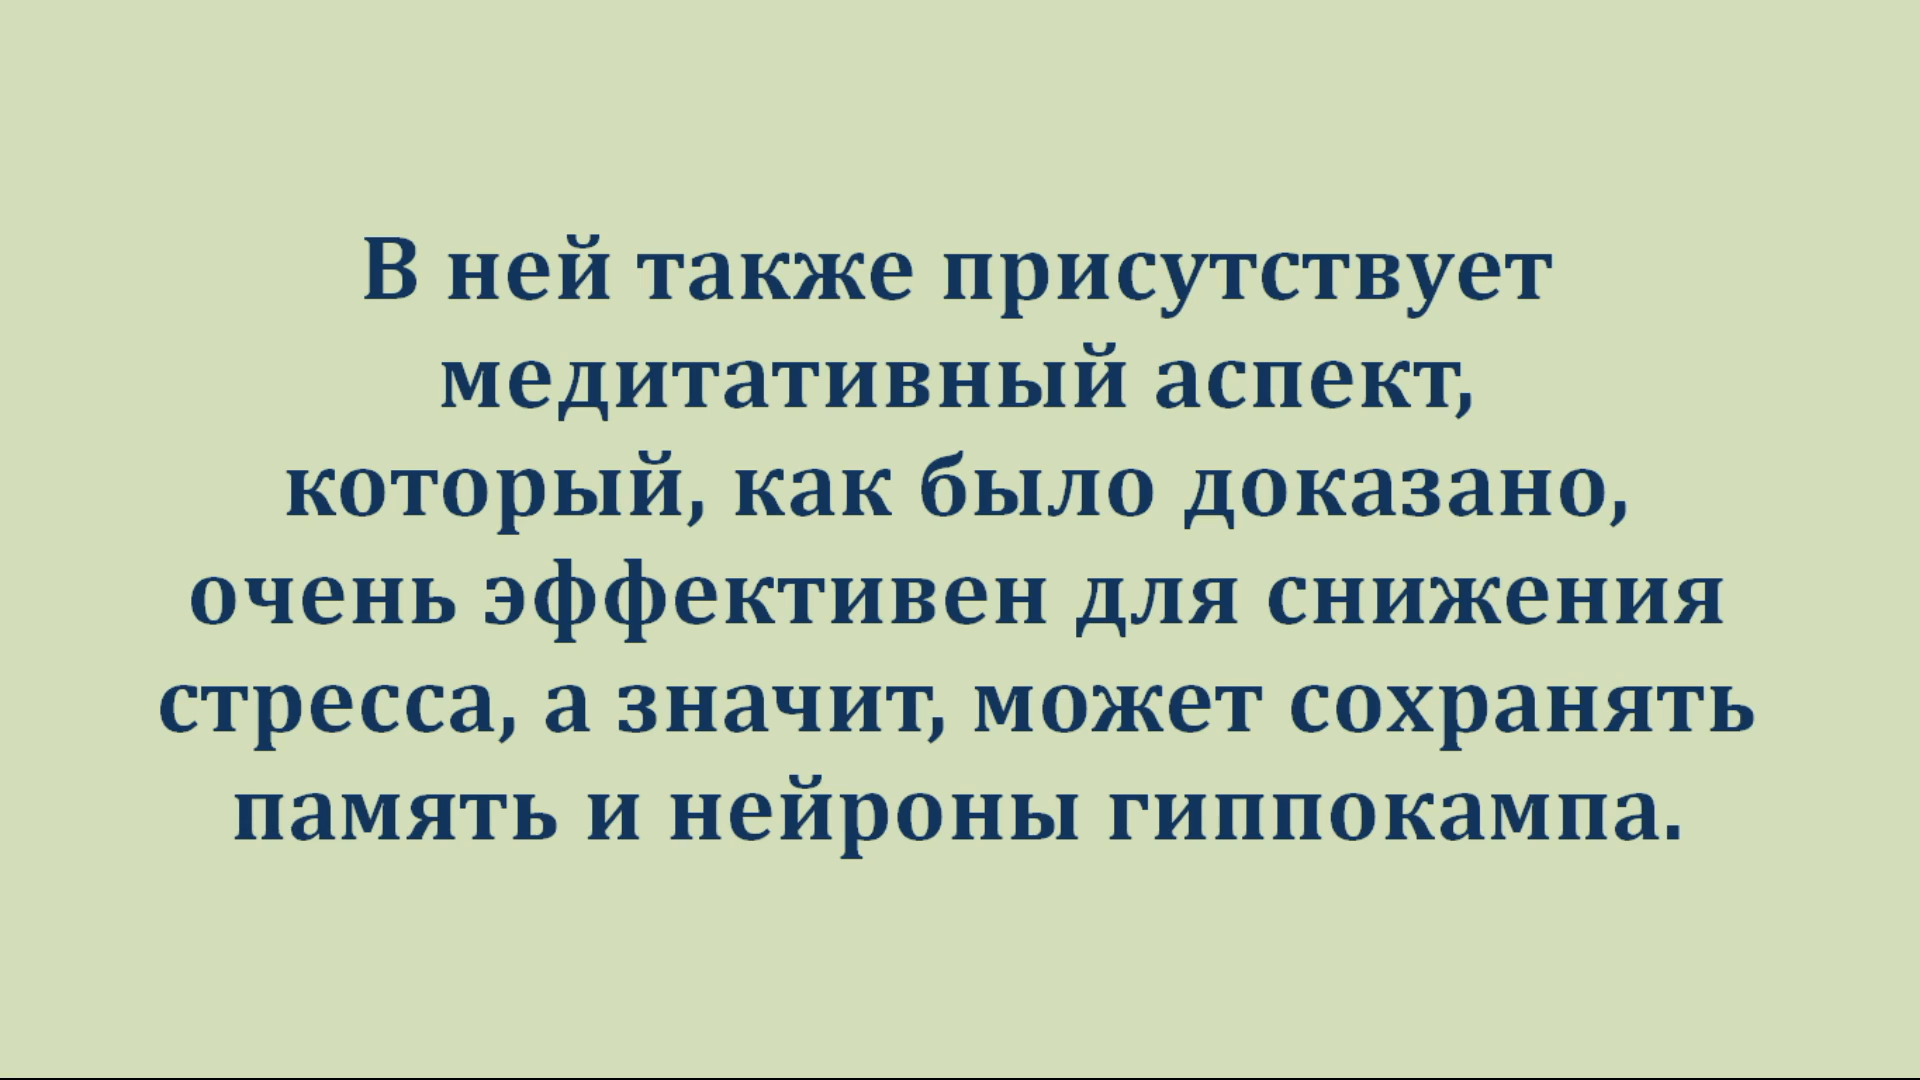 В ней также присутствует
медитативный аспект,
который, как было доказано,
очень эффективен для снижения
стресса, а значит, может сохранять
память и нейроны гиппокампа.